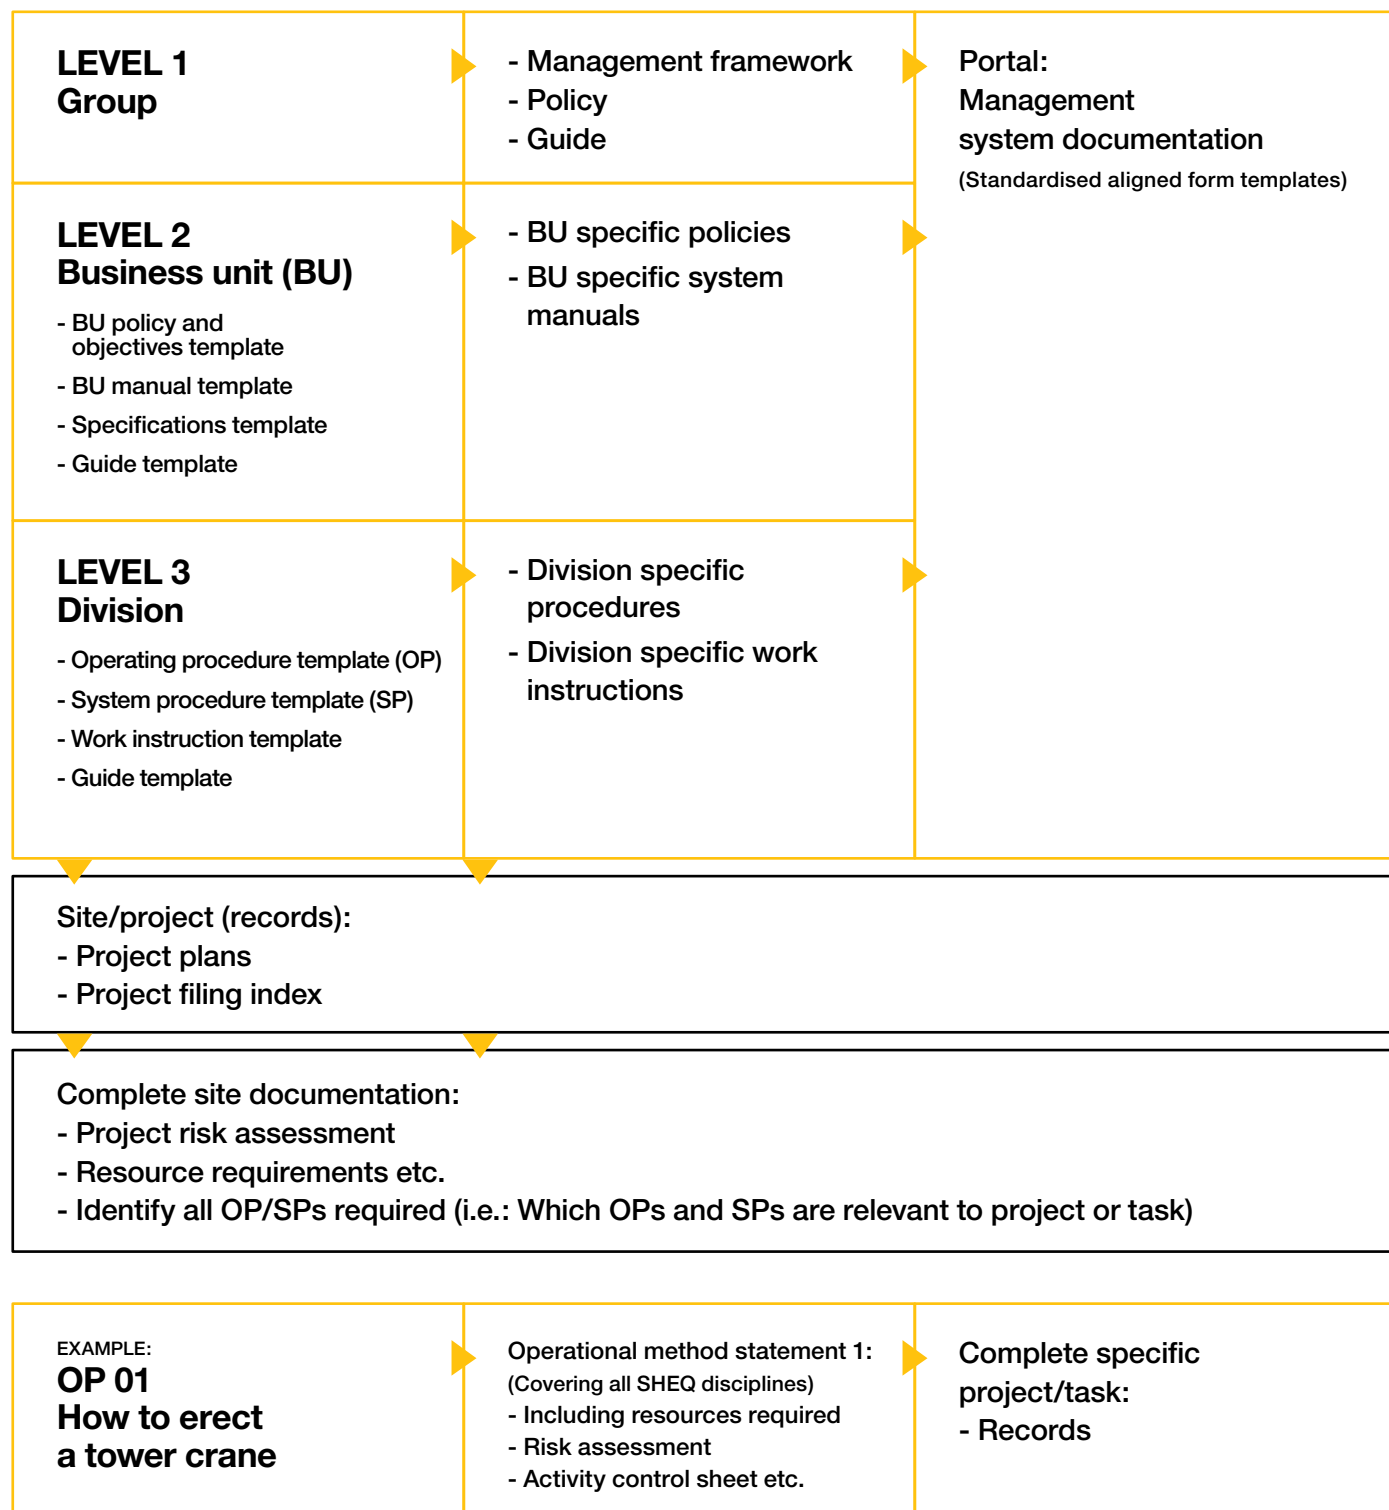 LEVEL 1
Group
- Management framework
- Policy
- Guide
Portal:
Management
system documentation
(Standardised aligned form templates)
LEVEL 2
Business unit (BU)
- BU policy and
objectives template
- BU manual template
- Specifications template
- Guide template
- BU specific policies
- BU specific system
manuals
LEVEL 3
Division
- Operating procedure template (OP)
- System procedure template (SP)
- Work instruction template
- Guide template
- Division specific
procedures
- Division specific work
instructions
Site/project (records):
- Project plans
- Project filing index
Complete site documentation:
- Project risk assessment
- Resource requirements etc.
- Identify all OP/SPs required (i.e.: Which OPs and SPs are relevant to project or task)
EXAMPLE:
OP 01
How to erect
a tower crane
Operational method statement 1:
(Covering all SHEQ disciplines)
- Including resources required
- Risk assessment
- Activity control sheet etc.
Complete specific
project/task:
- Records